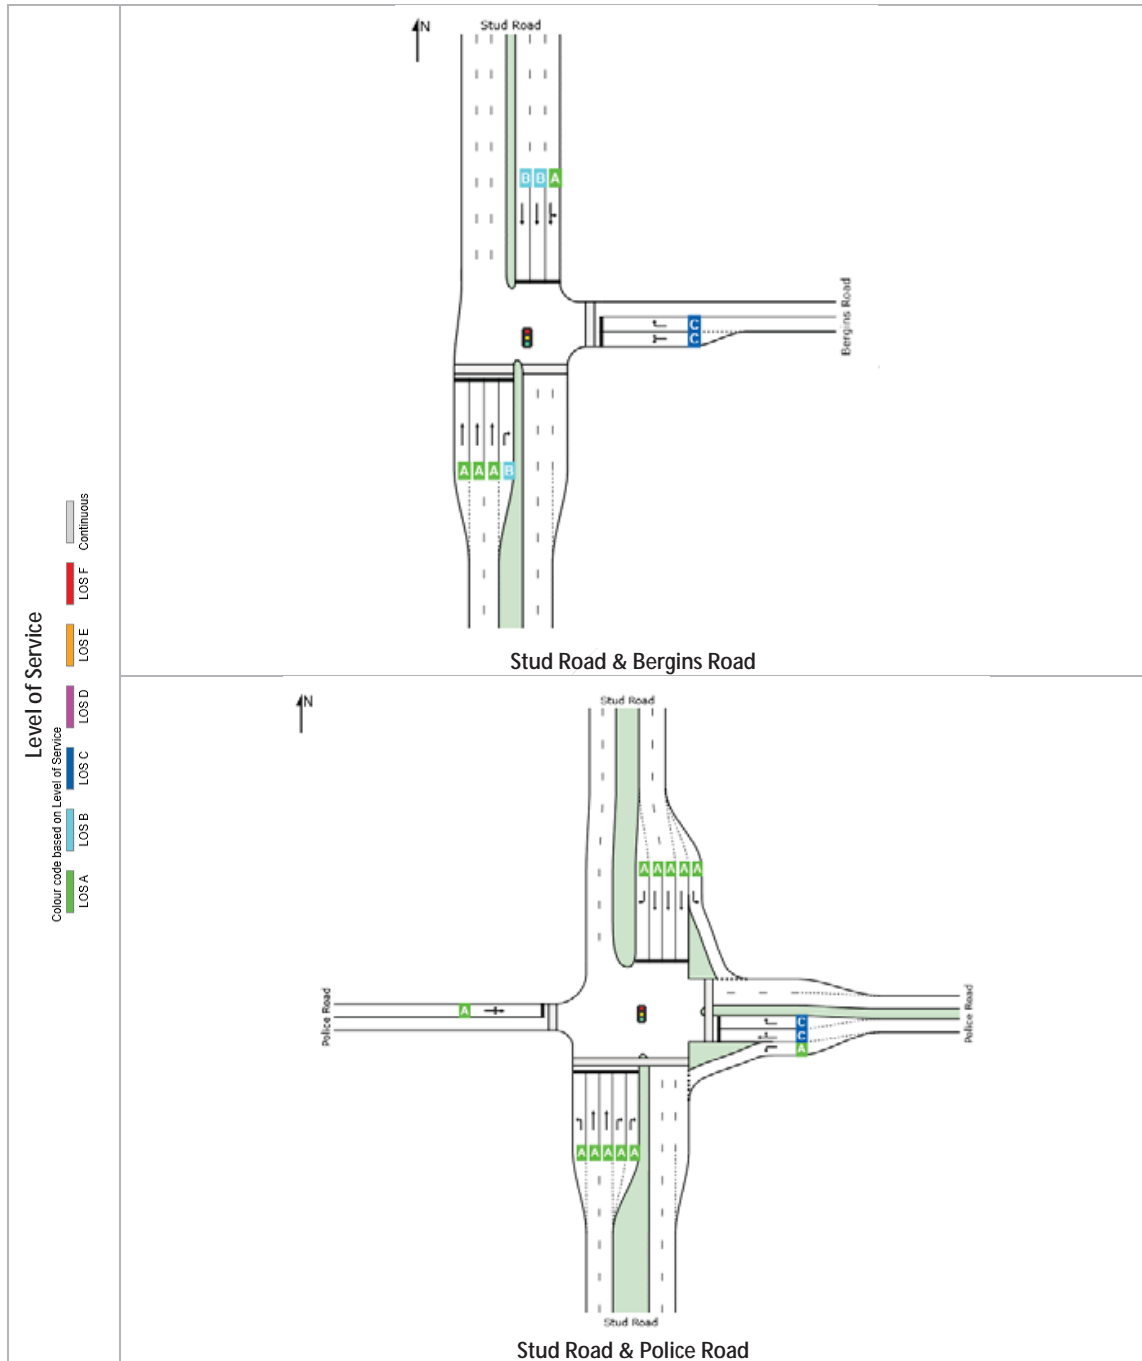 Level of Service
Colour code based on Level of Service
LOS A
LOS B
LOS C
LOS D
LOS E
LOS F
Continuous
N
Stud Road
B B A
Bergins Road
C
C
A A A B
Stud Road & Bergins Road
N
Stud Road
A A A A A
Police Road
A
C
C
A
Police Road
A A A A A
Stud Road
Stud Road & Police Road